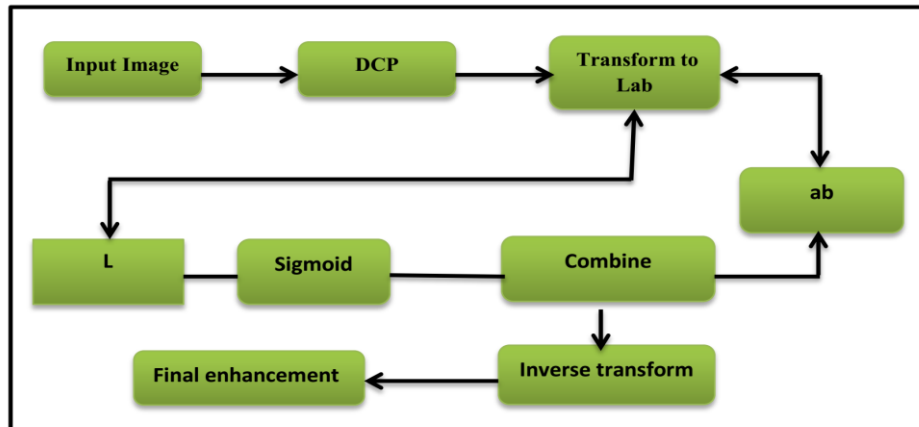 Input Image
DCP
Transform to
Lab
ab
L
Sigmoid
Combine
Inverse transform
Final enhancement